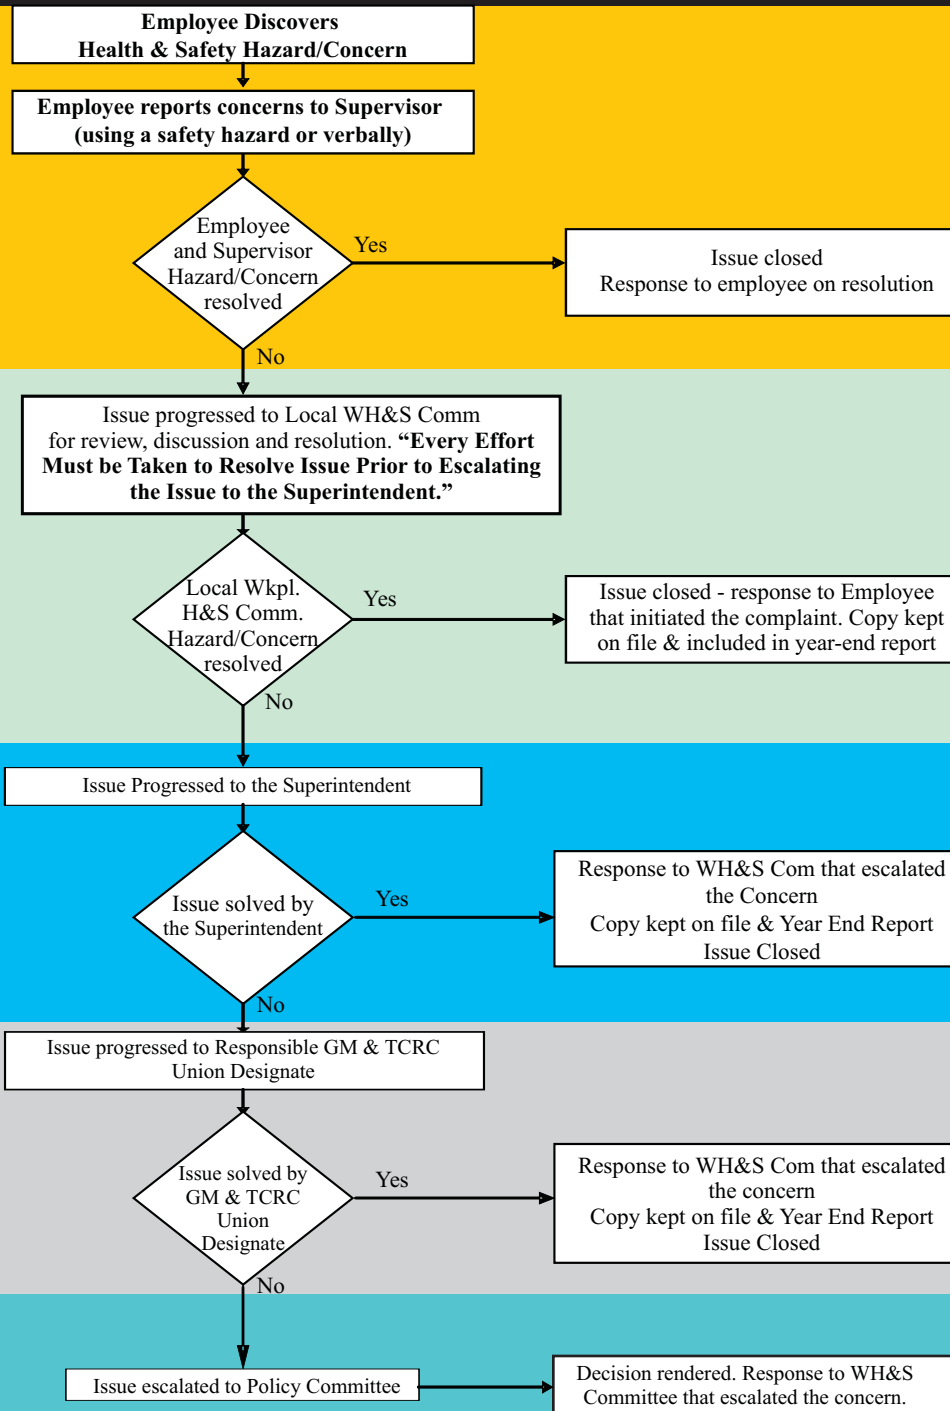 Employee Discovers
Health & Safety Hazard/Concern
Employee reports concerns to Supervisor
(using a safety hazard or verbally)
Employee
and Supervisor
Hazard/Concern
resolved
Yes
Issue closed
Response to employee on resolution
No
Issue progressed to Local WH&S Comm
for review, discussion and resolution. “Every Effort
Must be Taken to Resolve Issue Prior to Escalating
the Issue to the Superintendent.”
Local Wkpl.
H&S Comm.
Hazard/Concern
resolved
Yes
Issue closed - response to Employee
that initiated the complaint. Copy kept
on file & included in year-end report
No
Issue Progressed to the Superintendent
Issue solved by
the Superintendent
Yes
Response to WH&S Com that escalated
the Concern
Copy kept on file & Year End Report
Issue Closed
No
Issue progressed to Responsible GM & TCRC
Union Designate
Issue solved by
GM & TCRC
Union
Designate
Yes
Response to WH&S Com that escalated
the concern
Copy kept on file & Year End Report
Issue Closed
No
Issue escalated to Policy Committee
Decision rendered. Response to WH&S
Committee that escalated the concern.